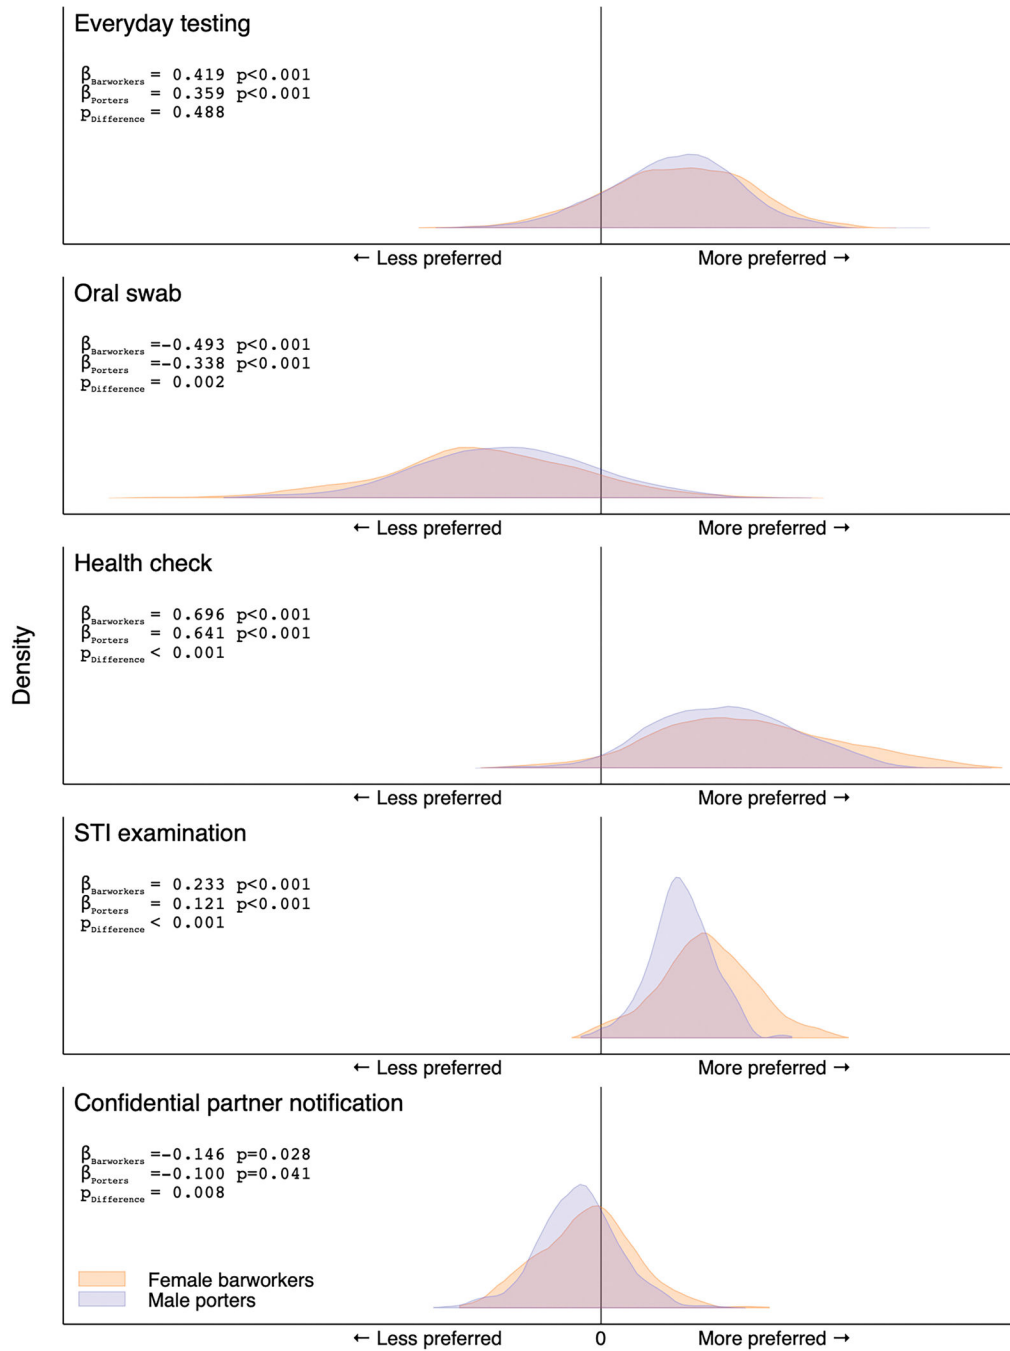 Everyday testing
βBarworkers = 0.419 p<0.001
βPorters = 0.359 p<0.001
pDifference = 0.488
← Less preferred More preferred →
Oral swab
βBarworkers =-0.493 p<0.001
βPorters =-0.338 p<0.001
pDifference = 0.002
← Less preferred More preferred →
Health check
βBarworkers = 0.696 p<0.001
βPorters = 0.641 p<0.001
pDifference < 0.001
Density
← Less preferred More preferred →
STI examination
βBarworkers = 0.233 p<0.001
βPorters = 0.121 p<0.001
pDifference < 0.001
← Less preferred More preferred →
Confidential partner notification
βBarworkers =-0.146 p=0.028
βPorters =-0.100 p=0.041
pDifference = 0.008
Female barworkers
Male porters
← Less preferred 0 More preferred →